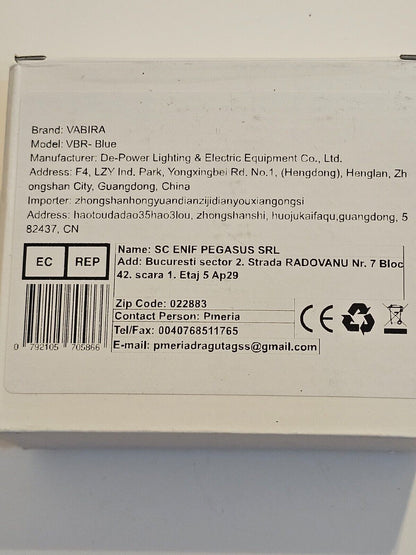 Brand: VABIRA
Model: VBR- Blue
Manufacturer: De-Power Lighting & Electric Equipment Co., Ltd.
Address: F4, LZY Ind, Park, Yongxingbei Rd, No.1, (Hengdong), Henglan, Zh
ongshan City, Guangdong, China
Importer: zhongshanhongyuandianzijidianyouxiangongsi
Address: haotoudadao35hao3lou, zhongshanshi, huojukaifaqu,guangdong, 5
82437, CN
EC REP
Name: SC ENIF PEGASUS SRL
Add: Bucuresti sector 2. Strada RADOVANU Nr. 7 Bloc
42. scara 1. Etaj 5 Ap29
Zip Code: 022883
Contact Person: Pmeria
Tel/Fax: 0040768511765
E-mail: pmeriadragutagss@gmail.com
0 792105 705866
CE